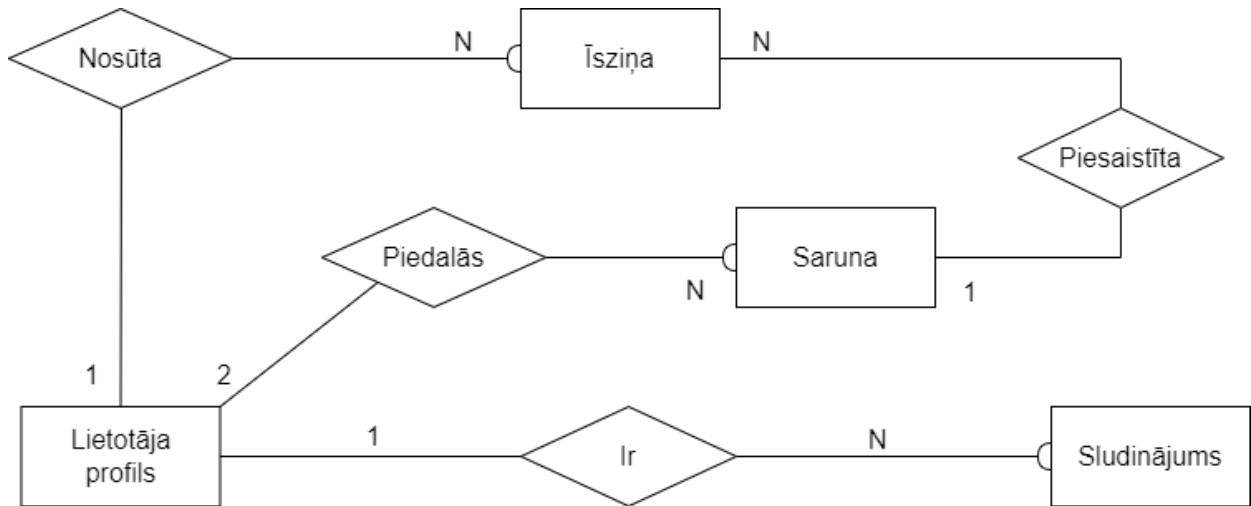 Nosūta
N
Īsziņa
N
Piesaistīta
Piedalās
N
Saruna
1
1
2
Lietotāja
profils
1
Ir
N
Sludinājums